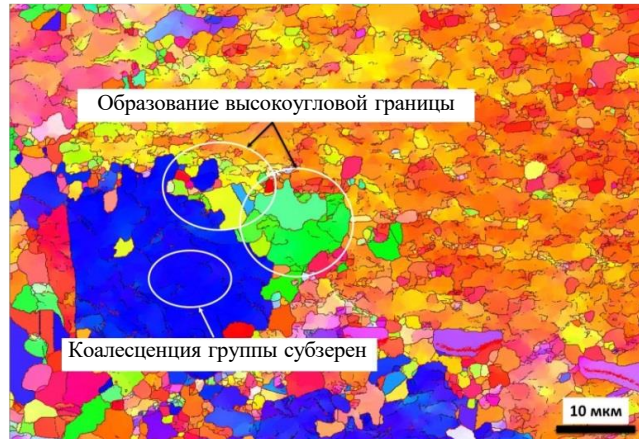 Образование высокоугловой границы
Коалесценция группы субзерен
10 мкм